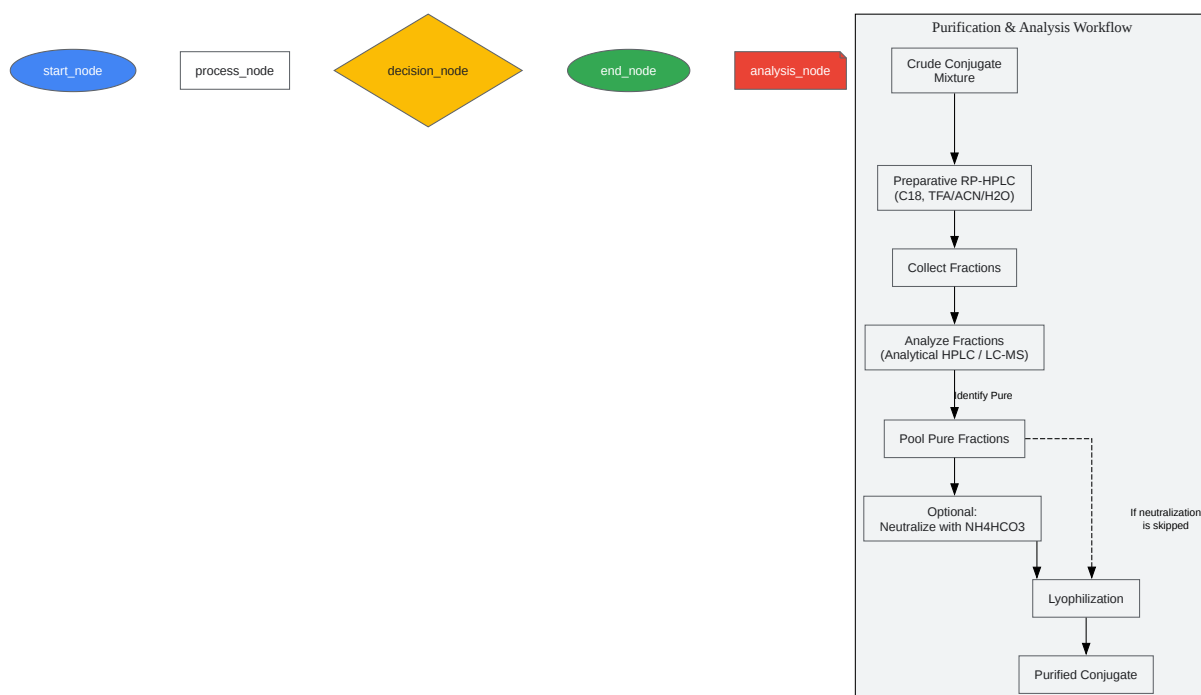 start_node
process_node
decision_node
end_node
analysis_node
Purification & Analysis Workflow
Crude Conjugate
Mixture
Preparative RP-HPLC
(C18, TFA/ACN/H2O)
Collect Fractions
Analyze Fractions
(Analytical HPLC / LC-MS)
Identify Pure
Pool Pure Fractions
Optional:
Neutralize with NH4HCO3
If neutralization
is skipped
Lyophilization
Purified Conjugate